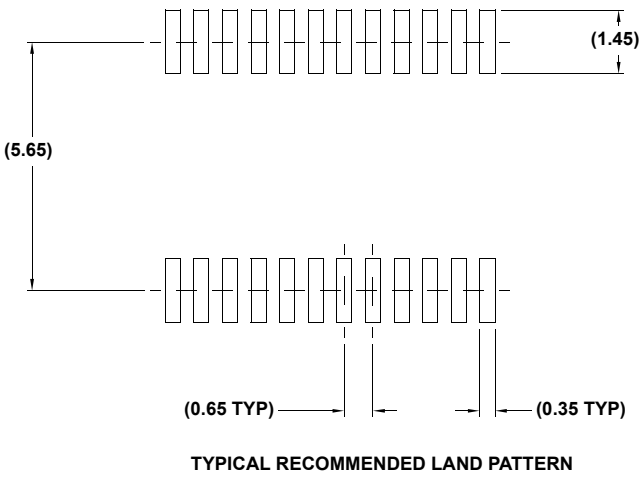 (1.45)
(5.65)
(0.65 TYP)
(0.35 TYP)
TYPICAL RECOMMENDED LAND PATTERN